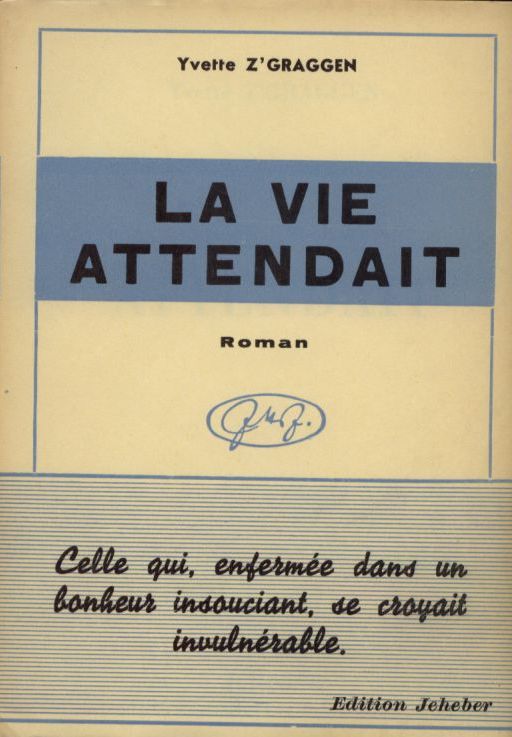 Yvette Z'GRAGGEN
LA VIE
ATTENDAIT
Roman
Celle qui, enfermée dans un
bonheur insouciant, se croyait
invulnérable.
Edition Jeheber